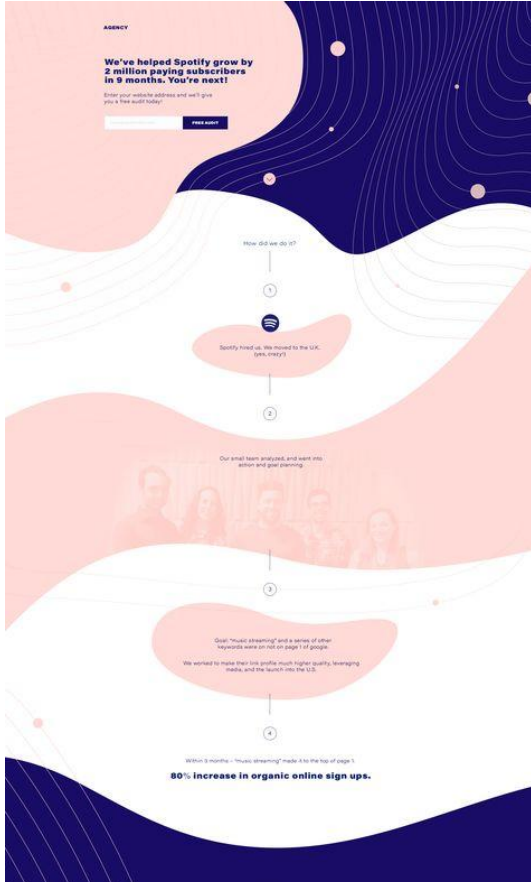 AGENCY
We've helped Spotify grow by
2 million paying subscribers
in 9 months. You're next!
Enter your website address and we'll give
you a free audit today!
FREE AUDIT
How did we do it?
1
Spotify hired us. We moved to the U.K.
(yes, crazy!)
2
Our small team analyzed, and went into
action and goal planning.
3
Goal: "music streaming" and a series of other
keywords were on not on page 1 of google.
We worked to make their link profile much higher quality, leveraging
media, and the launch into the U.S.
4
Within 9 months – "music streaming" made it to the top of page 1.
80% increase in organic online sign ups.